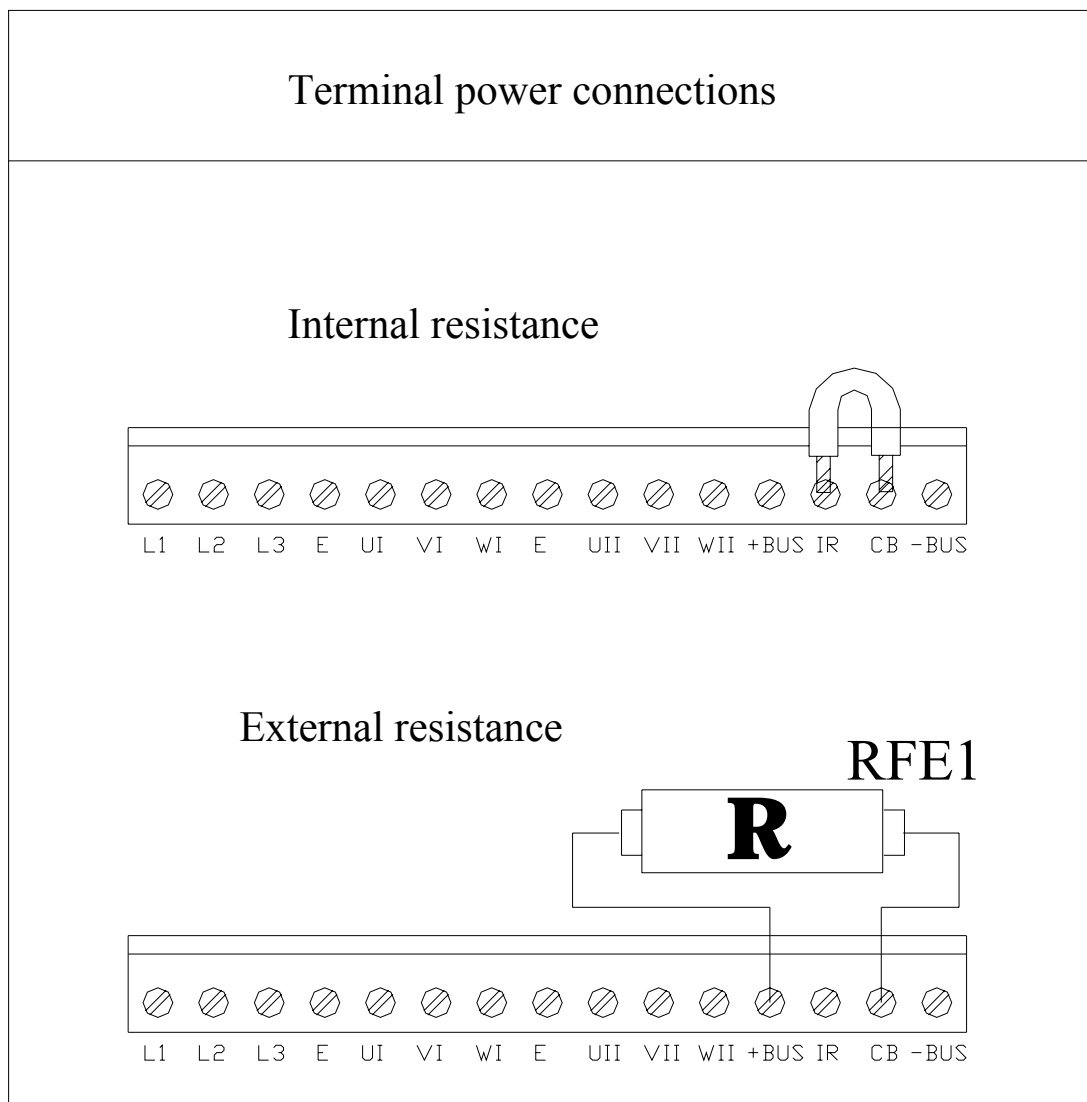 Terminal power connections
Internal resistance
L1 L2 L3 E UI VI WI E UII VII WII +BUS IR CB -BUS
External resistance
RFE1
R
L1 L2 L3 E UI VI WI E UII VII WII +BUS IR CB -BUS